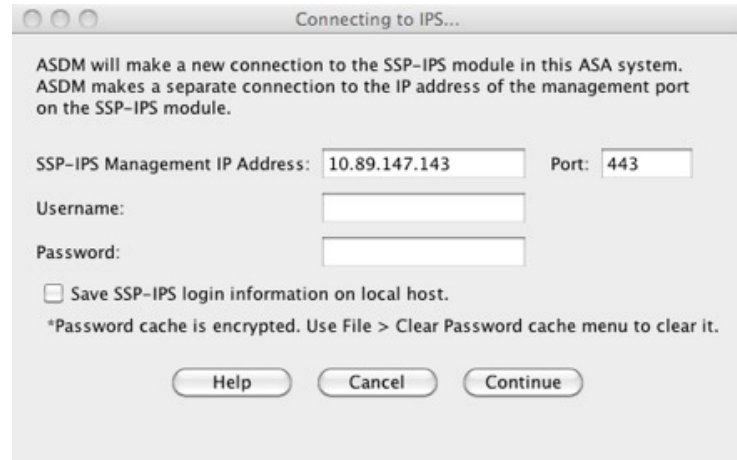 Connecting to IPS...
ASDM will make a new connection to the SSP-IPS module in this ASA system.
ASDM makes a separate connection to the IP address of the management port
on the SSP-IPS module.
SSP-IPS Management IP Address: 10.89.147.143 Port: 443
Username:
Password:
Save SSP-IPS login information on local host.
*Password cache is encrypted. Use File > Clear Password cache menu to clear it.
Help Cancel Continue